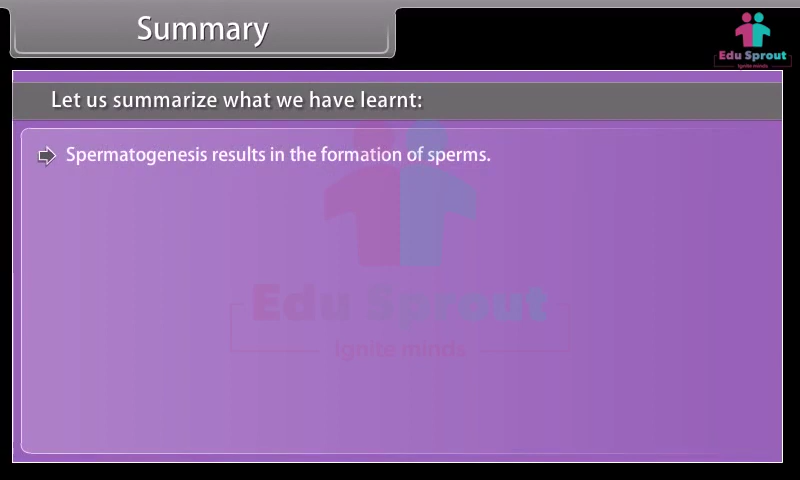 Summary
Edu Sprout
Ignite minds
Let us summarize what we have learnt:
Spermatogenesis results in the formation of sperms.
Edu Sprout
Ignite minds